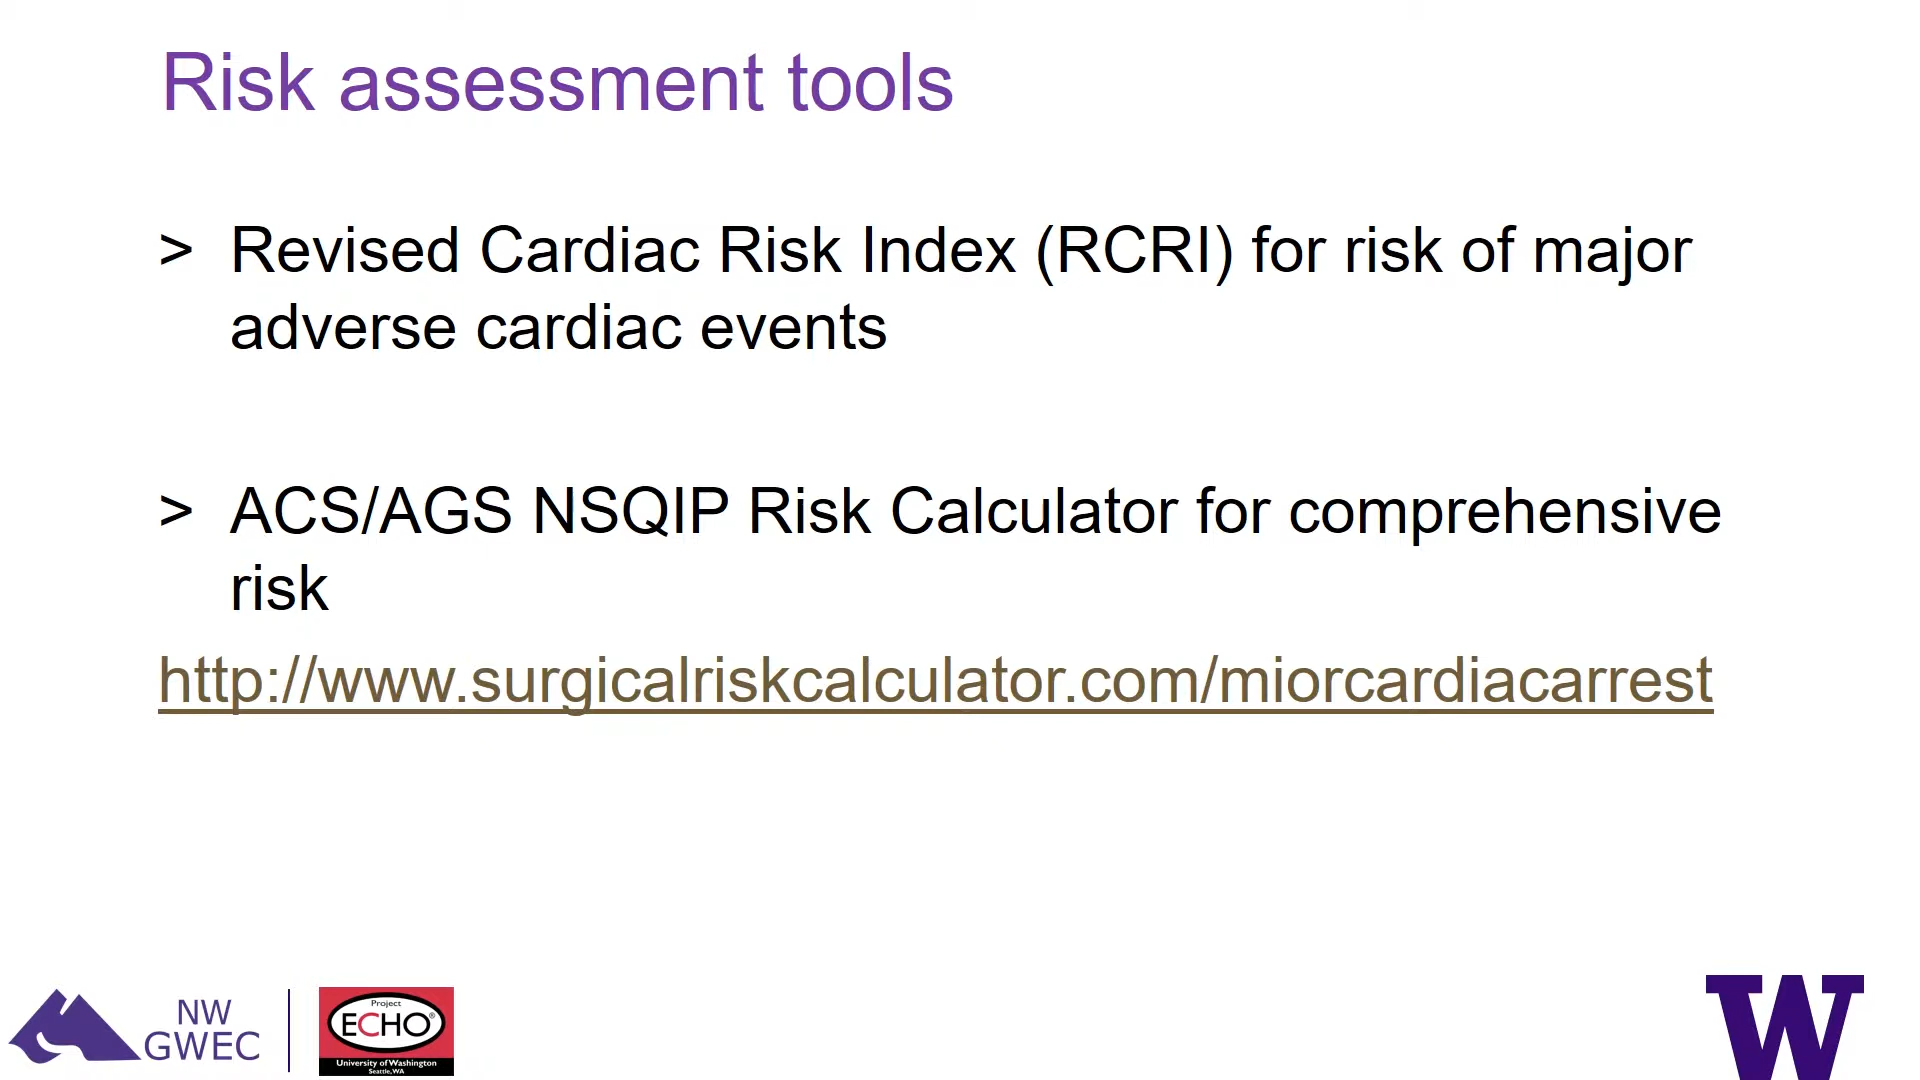 Risk assessment tools
> Revised Cardiac Risk Index (RCRI) for risk of major
adverse cardiac events
> ACS/AGS NSQIP Risk Calculator for comprehensive
risk
http://www.surgicalriskcalculator.com/miorcardiacarrest
NW
GWEC
Project
ECHO®
University of Washington
Seattle, WA
W